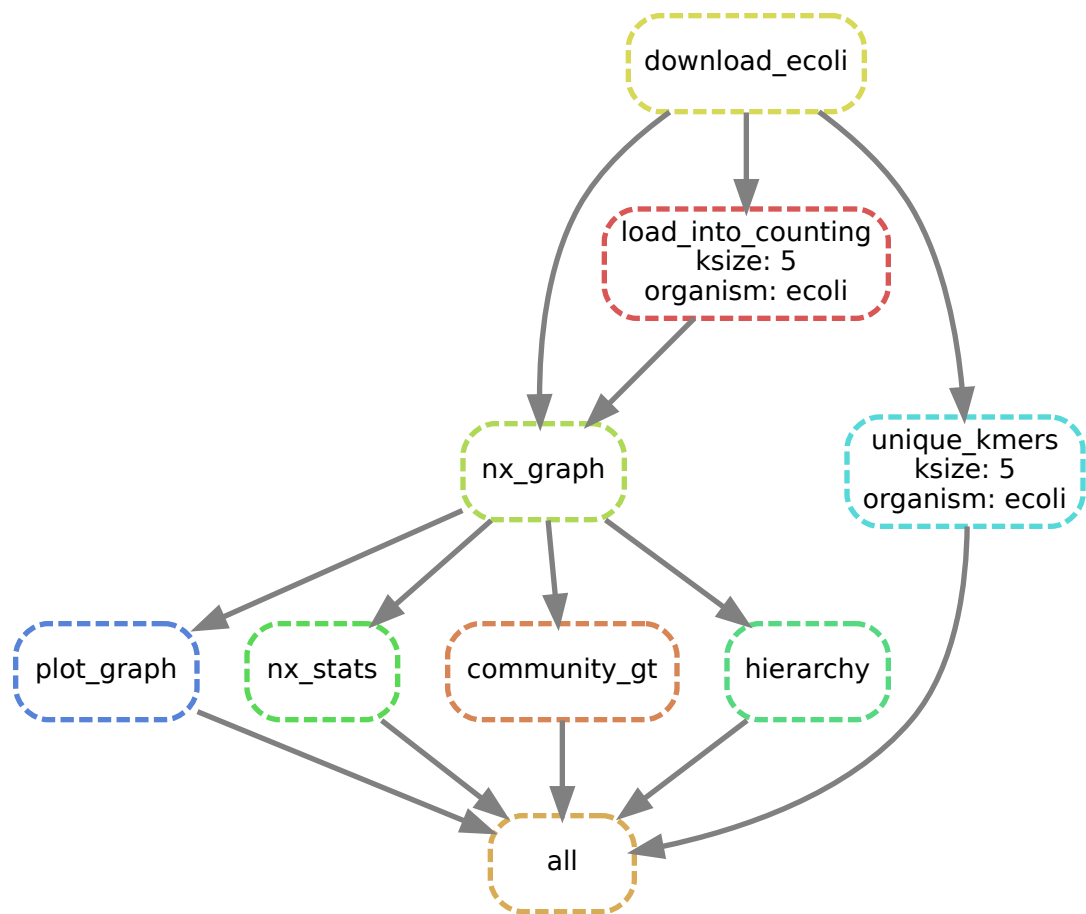 download_ecoli
load_into_counting
ksize: 5
organism: ecoli
nx_graph
unique_kmers
ksize: 5
organism: ecoli
plot_graph
nx_stats
community_gt
hierarchy
all